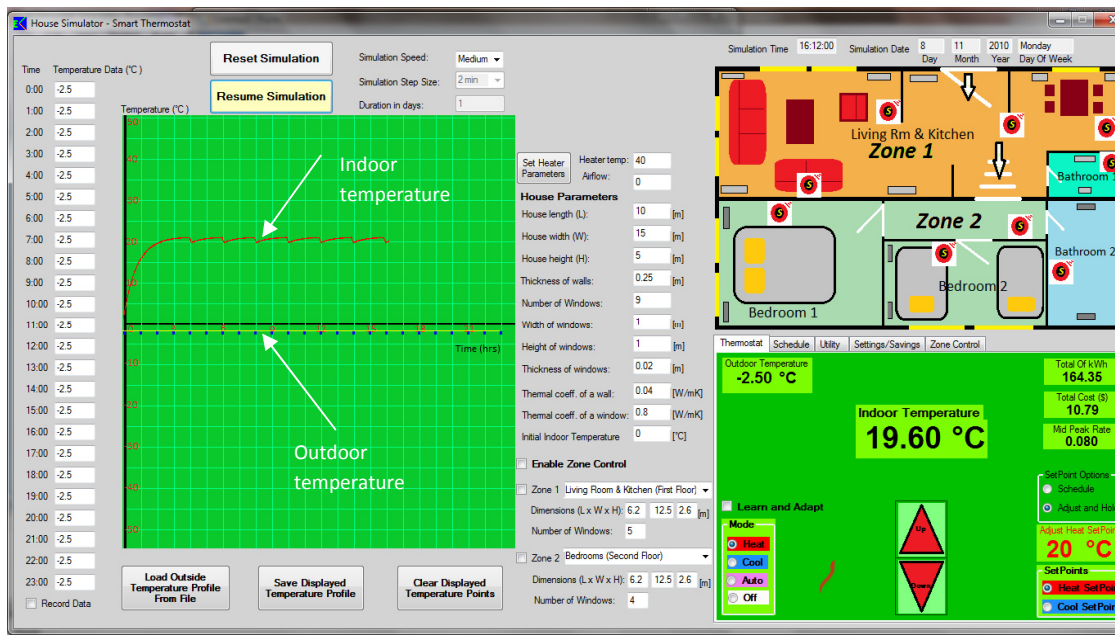 House Simulator - Smart Thermostat
Reset Simulation
Resume Simulation
Simulation Speed: Medium
Simulation Step Size: 2 min
Duration in days: 1
Simulation Time 16:12:00 Simulation Date 8 11 2010 Monday
Day Month Year Day Of Week
Time Temperature Data (°C)
0:00 -2.5
1:00 -2.5
2:00 -2.5
3:00 -2.5
4:00 -2.5
5:00 -2.5
6:00 -2.5
7:00 -2.5
8:00 -2.5
9:00 -2.5
10:00 -2.5
11:00 -2.5
12:00 -2.5
13:00 -2.5
14:00 -2.5
15:00 -2.5
16:00 -2.5
17:00 -2.5
18:00 -2.5
19:00 -2.5
20:00 -2.5
21:00 -2.5
22:00 -2.5
23:00 -2.5
Record Data
Temperature (°C)
50
40
Indoor
temperature
30
20
10
Time (hrs)
Outdoor
temperature
Load Outside
Temperature Profile
From File
Save Displayed
Temperature Profile
Clear Displayed
Temperature Points
Set Heater
Parameters
Heater temp: 40
Airflow: 0
House Parameters
House length (L): 10 [m]
House width (W): 15 [m]
House height (H): 5 [m]
Thickness of walls: 0.25 [m]
Number of Windows: 9
Width of windows: 1 [m]
Height of windows: 1 [m]
Thickness of windows: 0.02 [m]
Thermal coeff. of a wall: 0.04 [W/mK]
Thermal coeff. of a window: 0.8 [W/mK]
Initial Indoor Temperature 0 [°C]
Enable Zone Control
Zone 1 Living Room & Kitchen (First Floor)
Dimensions (L x W x H): 6.2 12.5 2.6 [m]
Number of Windows: 5
Zone 2 Bedrooms (Second Floor)
Dimensions (L x W x H): 6.2 12.5 2.6 [m]
Number of Windows: 4
Living Rm & Kitchen
Zone 1
Bathroom
Zone 2
Bathroom 2
Bedroom 1
Bedroom 2
Thermostat Schedule Utility Settings/Savings Zone Control
Outdoor Temperature
-2.50 °C
Indoor Temperature
19.60 °C
Total Of kWh
164.35
Total Cost ($)
10.79
Mid Peak Rate
0.080
SetPoint Options
Schedule
Adjust and Hold
Learn and Adapt
Mode
Heat
Cool
Auto
Off
Up
Down
Adjust Heat SetPoi
20 °C
SetPoints
Heat SetPoi
Cool SetPoi